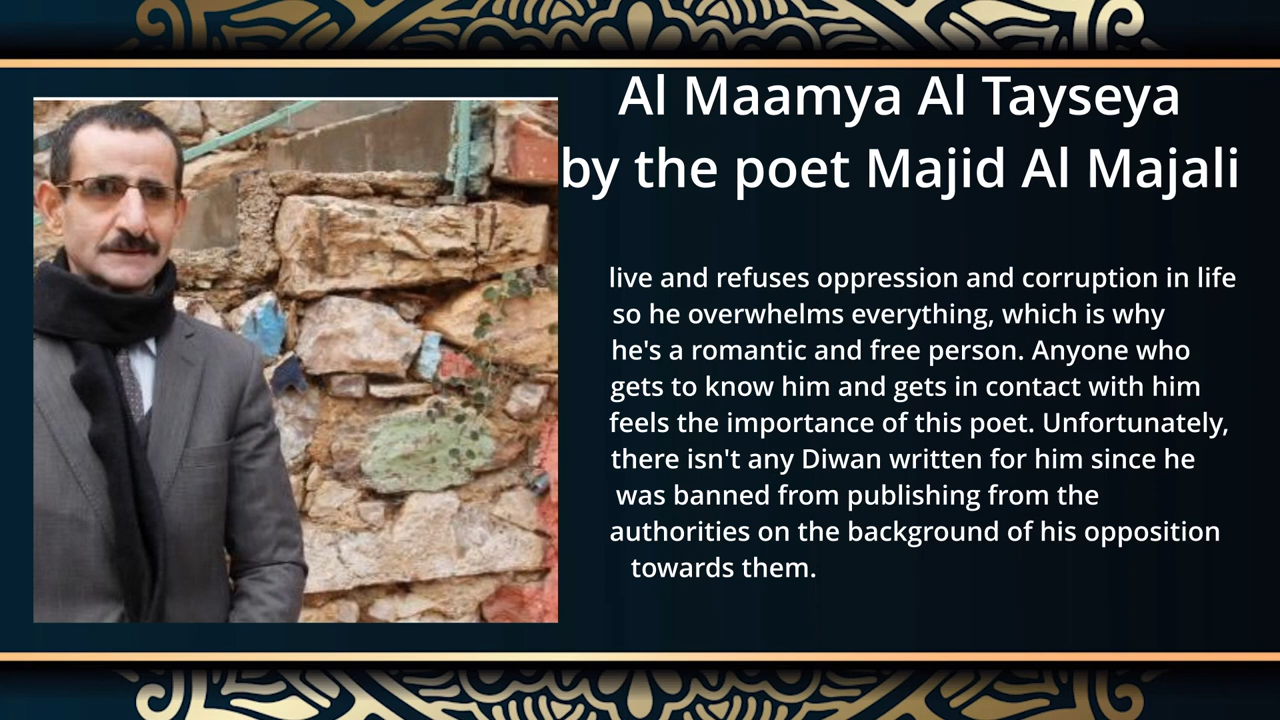 Al Maamya Al Tayseya
by the poet Majid Al Majali
live and refuses oppression and corruption in life
so he overwhelms everything, which is why
he's a romantic and free person. Anyone who
gets to know him and gets in contact with him
feels the importance of this poet. Unfortunately,
there isn't any Diwan written for him since he
was banned from publishing from the
authorities on the background of his opposition
towards them.